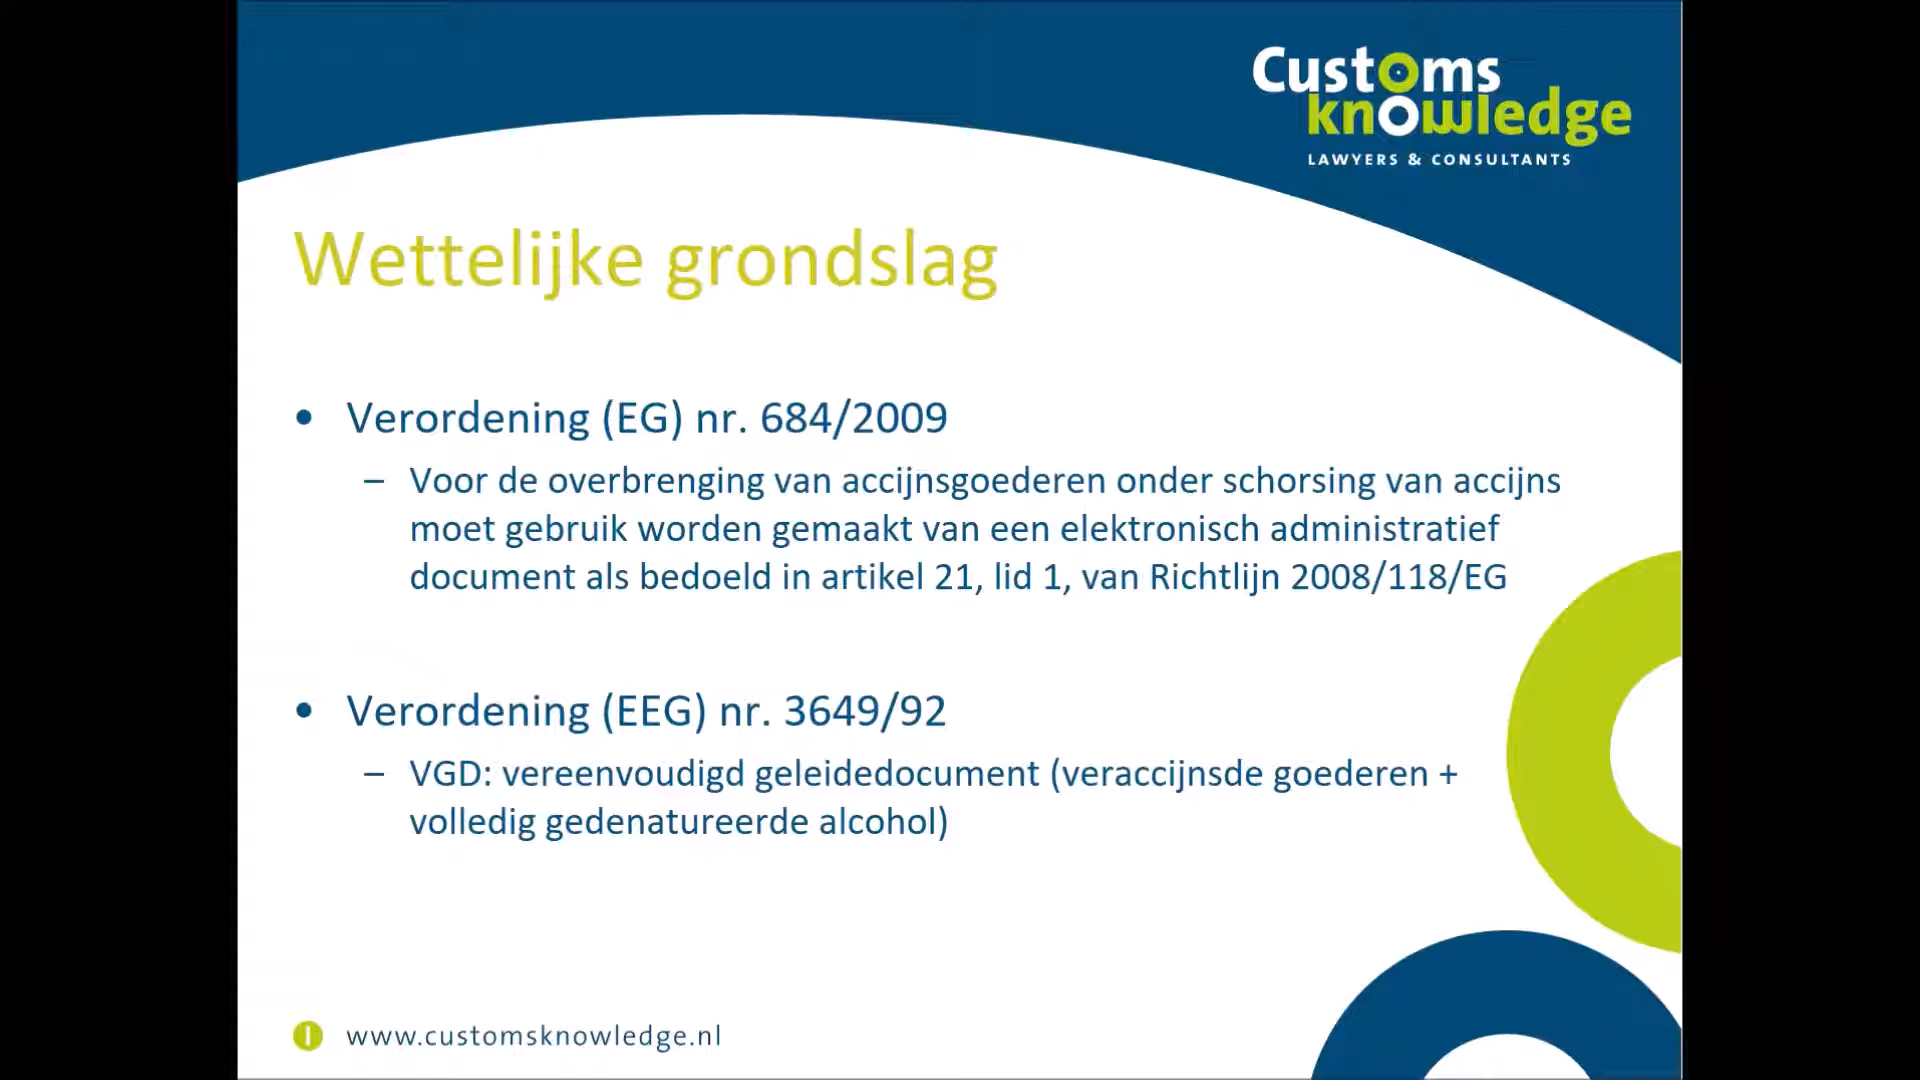 Customs
knowledge
LAWYERS & CONSULTANTS
Wettelijke grondslag
• Verordening (EG) nr. 684/2009
– Voor de overbrenging van accijnsgoederen onder schorsing van accijns
moet gebruik worden gemaakt van een elektronisch administratief
document als bedoeld in artikel 21, lid 1, van Richtlijn 2008/118/EG
• Verordening (EEG) nr. 3649/92
– VGD: vereenvoudigd geleidedocument (veraccijnsde goederen +
volledig gedenatureerde alcohol)
www.customsknowledge.nl